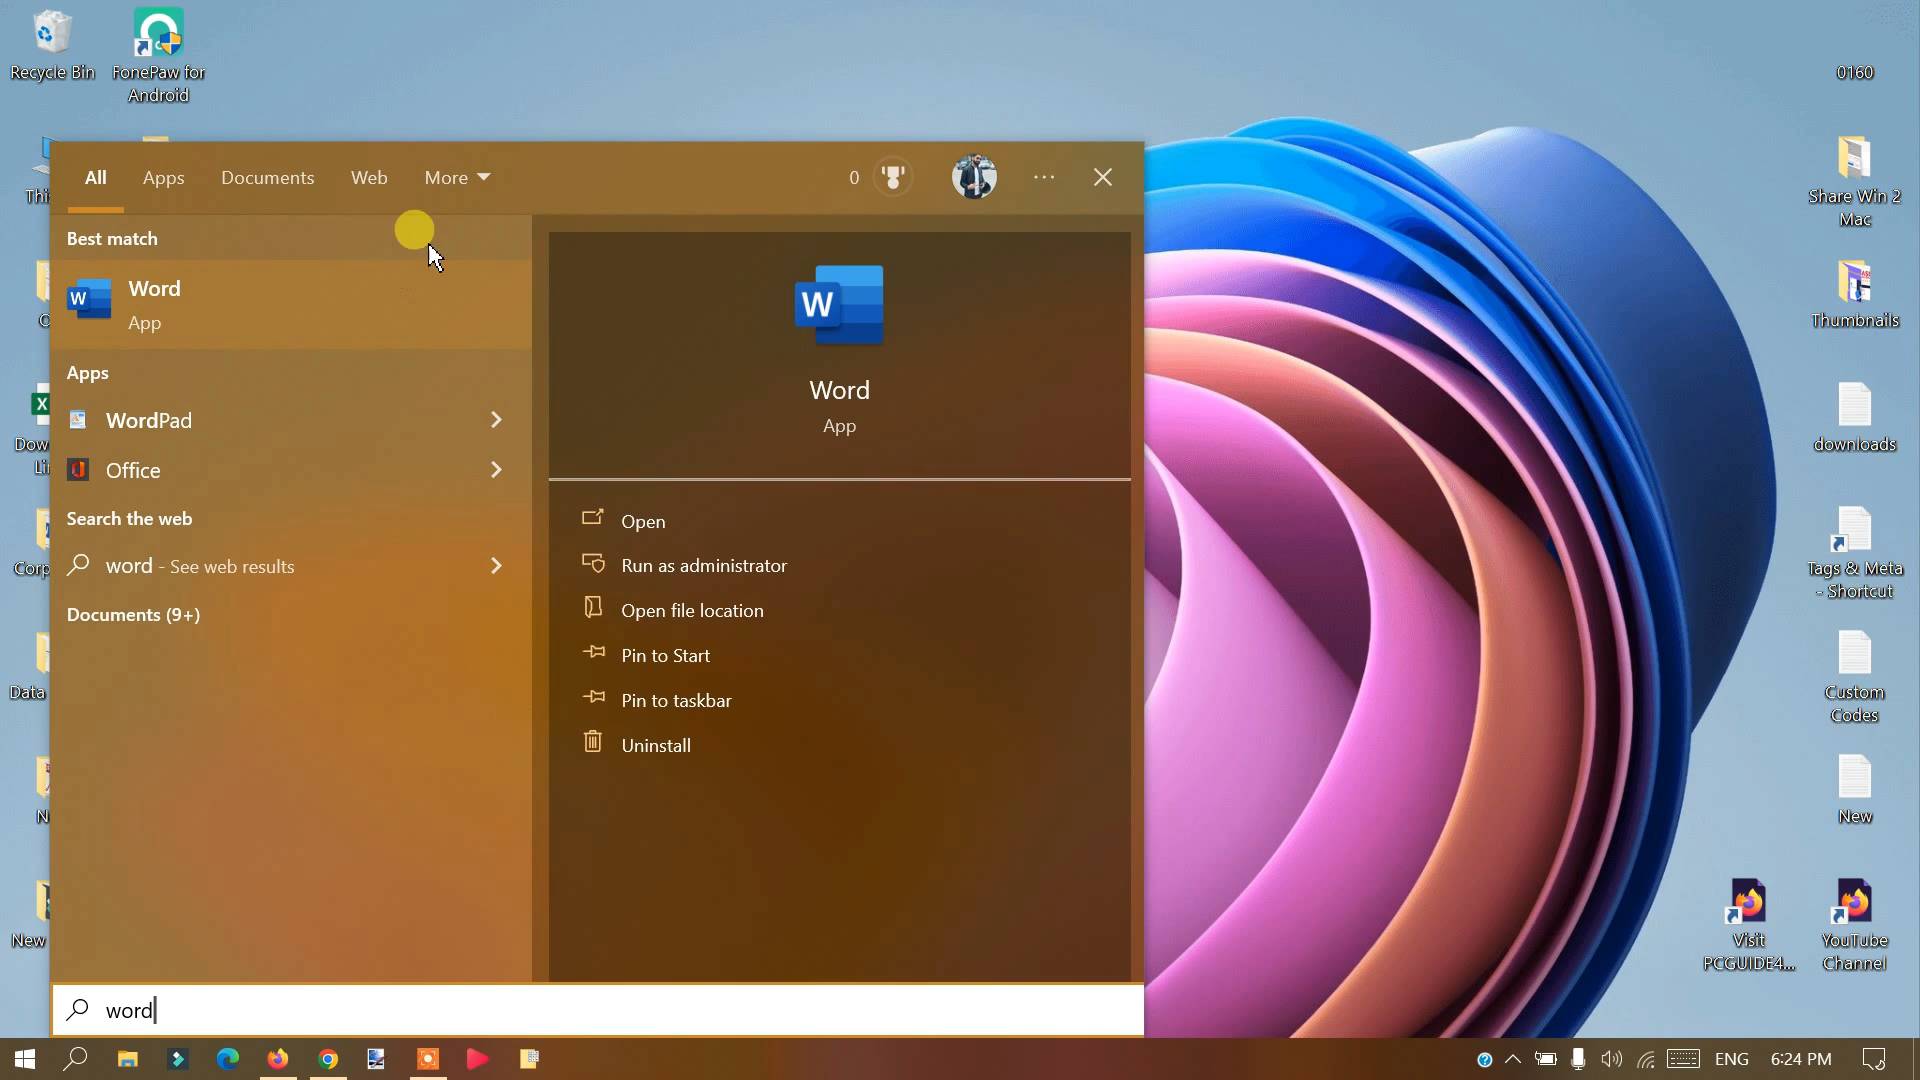 Recycle Bin
FonePaw for
Android
0160
All
Apps
Documents
Web
More
0
Best match
Word
App
Apps
WordPad
Office
Search the web
word - See web results
Documents (9+)
W
Word
App
Open
Run as administrator
Open file location
Pin to Start
Pin to taskbar
Uninstall
word
Share Win 2
Mac
Thumbnails
downloads
Tags & Meta
- Shortcut
Custom
Codes
New
Visit
PCGUIDE4...
YouTube
Channel
Data
New
ENG
6:24 PM